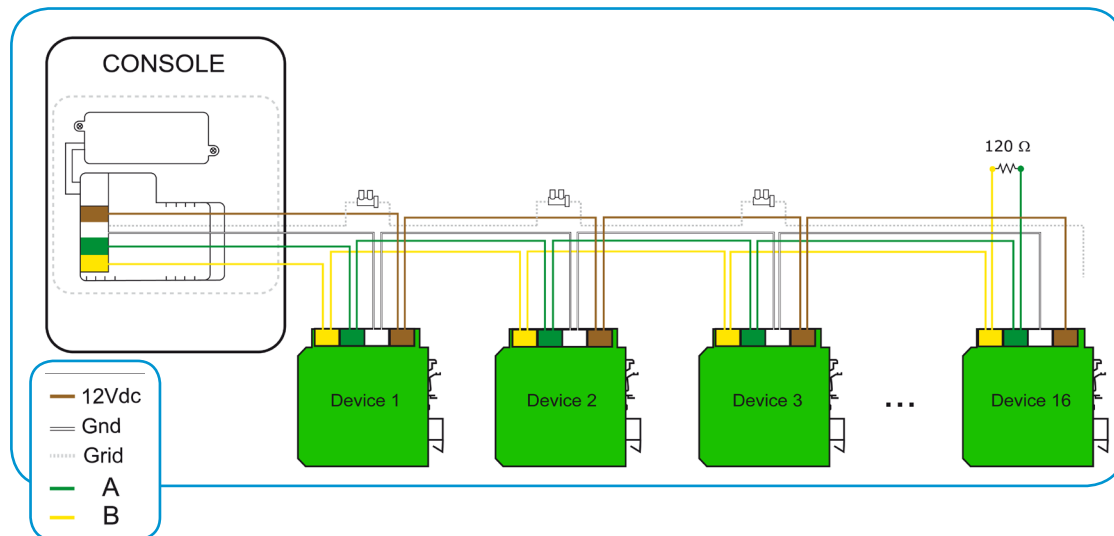 CONSOLE
120 Ω
Device 1
Device 2
Device 3
...
Device 16
12Vdc
Gnd
Grid
A
B